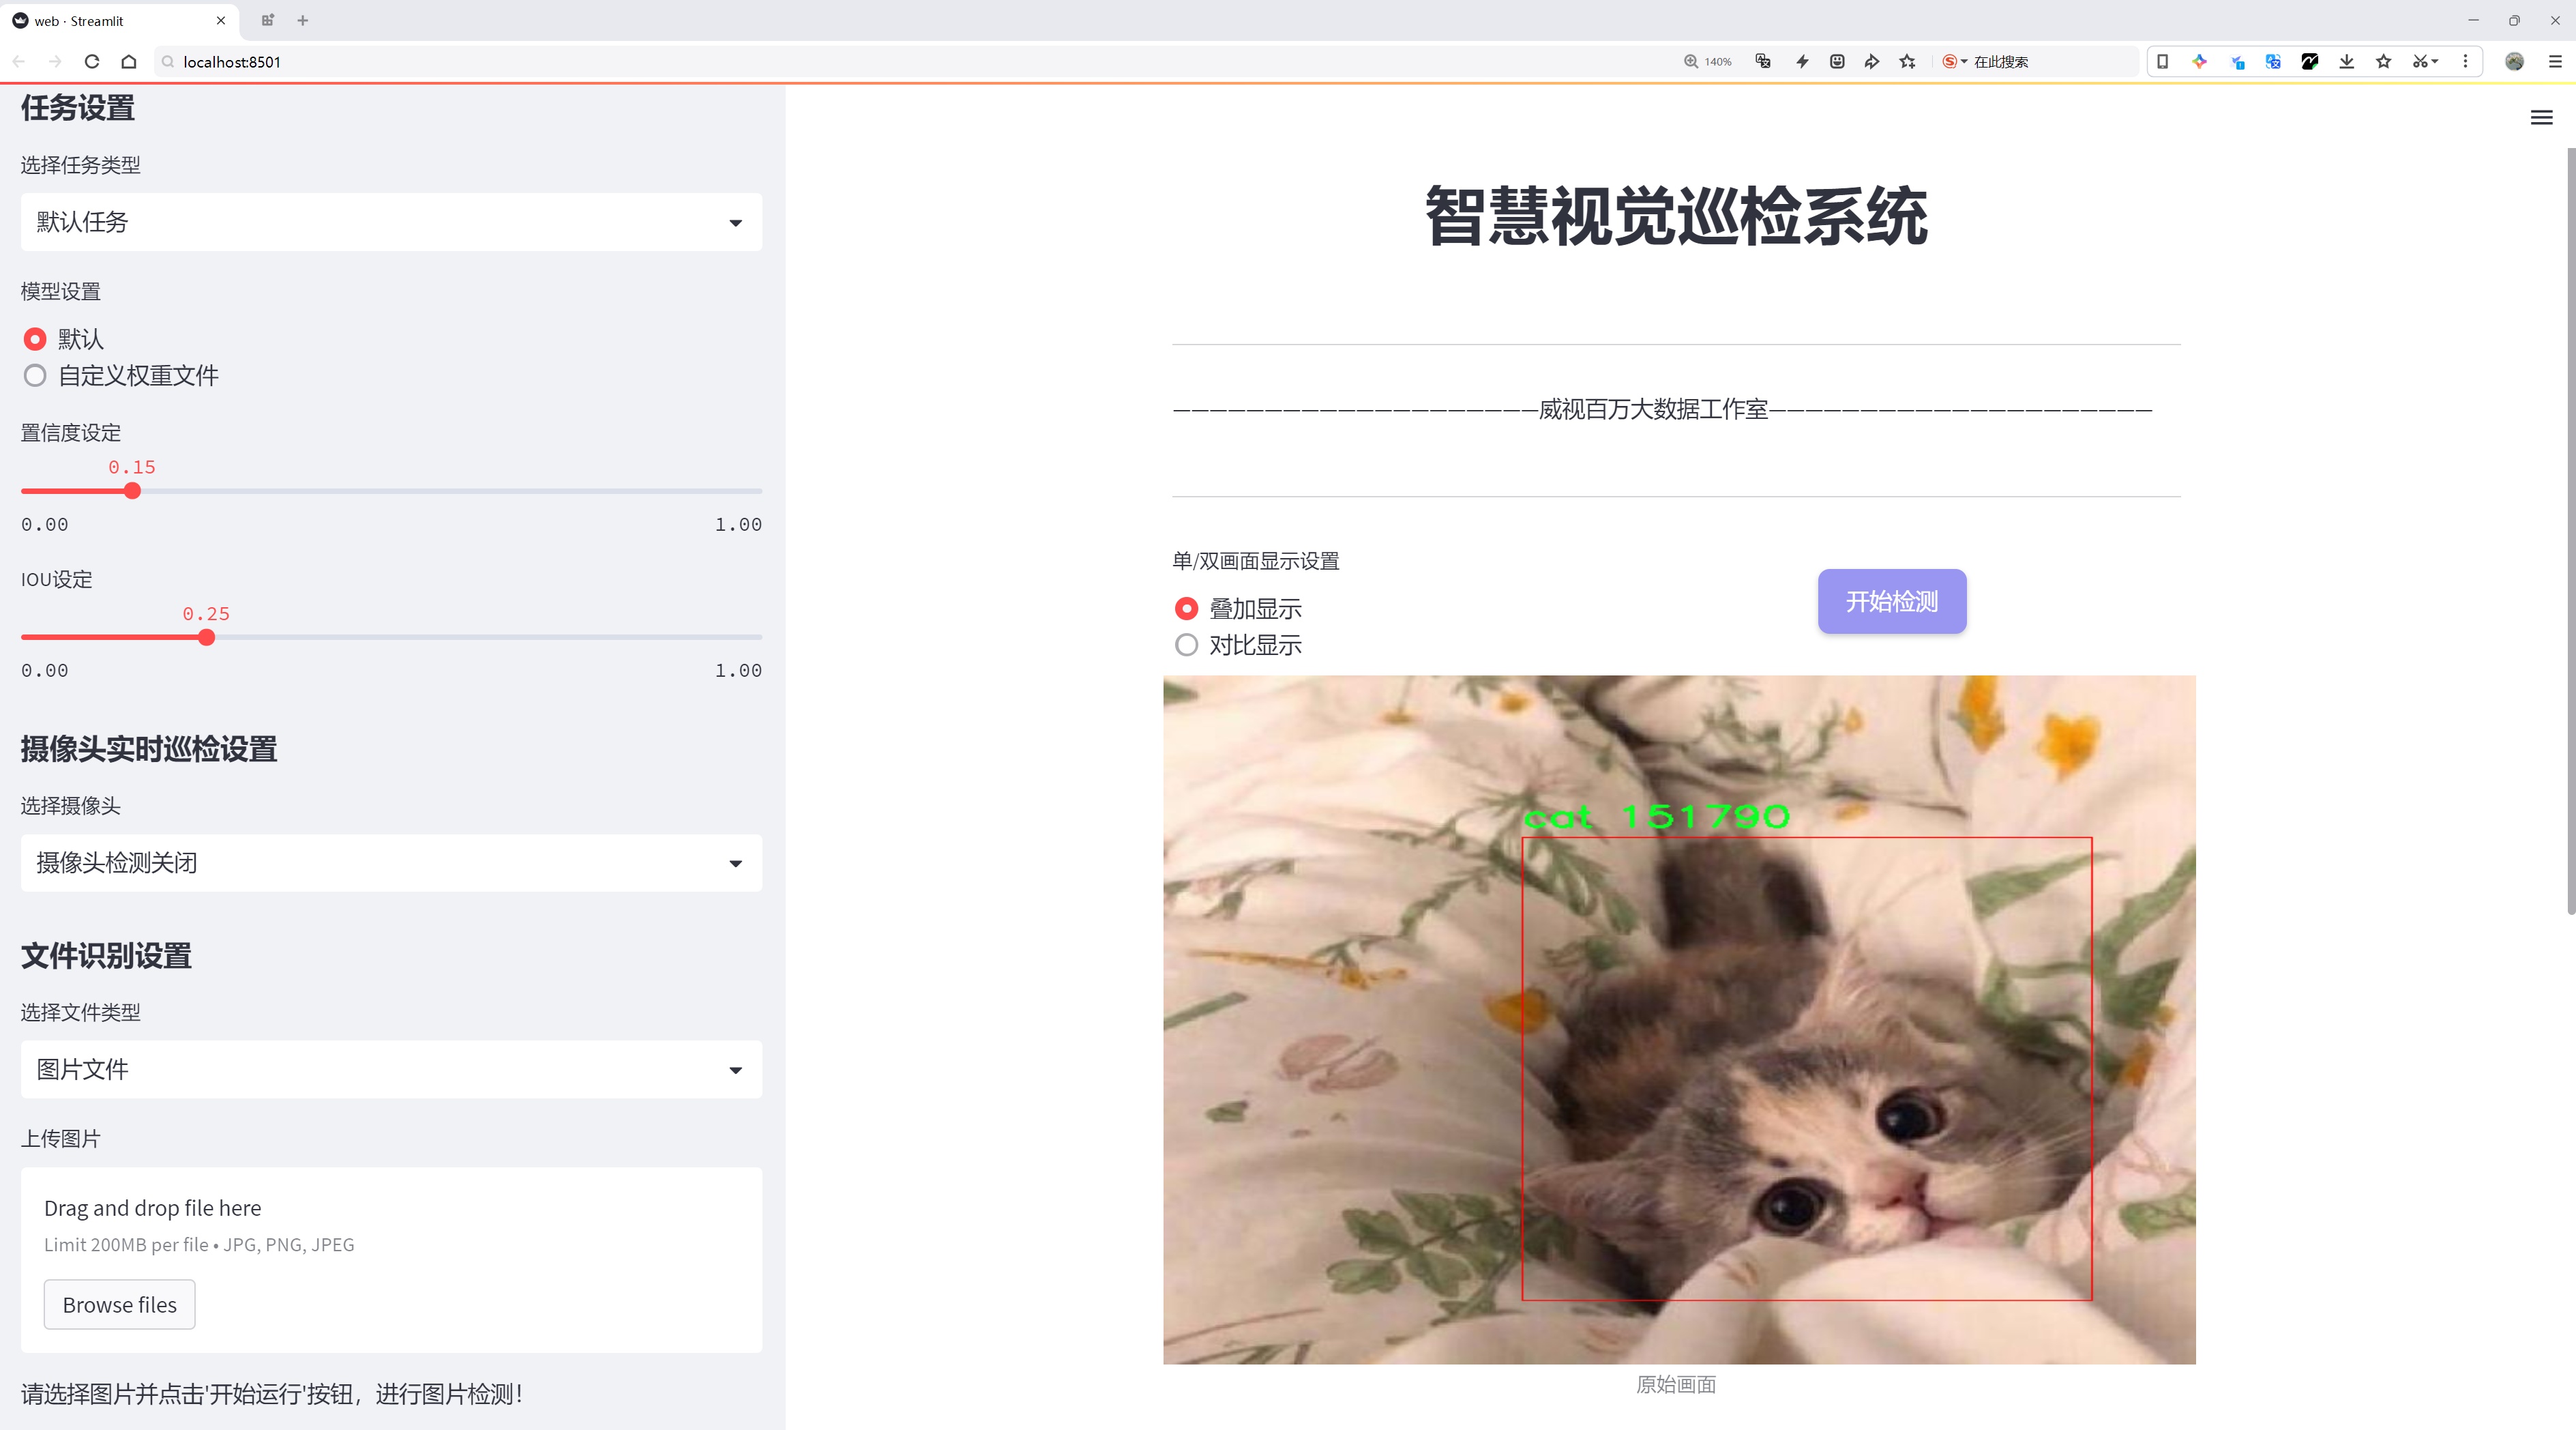 web · Streamlit
localhost:8501
140%
在此搜索
任务设置
选择任务类型
默认任务
模型设置
默认
自定义权重文件
置信度设定
0.15
0.00 1.00
IOU设定
0.25
0.00 1.00
摄像头实时巡检设置
选择摄像头
摄像头检测关闭
文件识别设置
选择文件类型
图片文件
上传图片
Drag and drop file here
Limit 200MB per file • JPG, PNG, JPEG
Browse files
请选择图片并点击'开始运行'按钮，进行图片检测！
智慧视觉巡检系统
————————————————————威视百万大数据工作室—————————————————————
单/双画面显示设置
叠加显示
对比显示
开始检测
cat 151790
原始画面